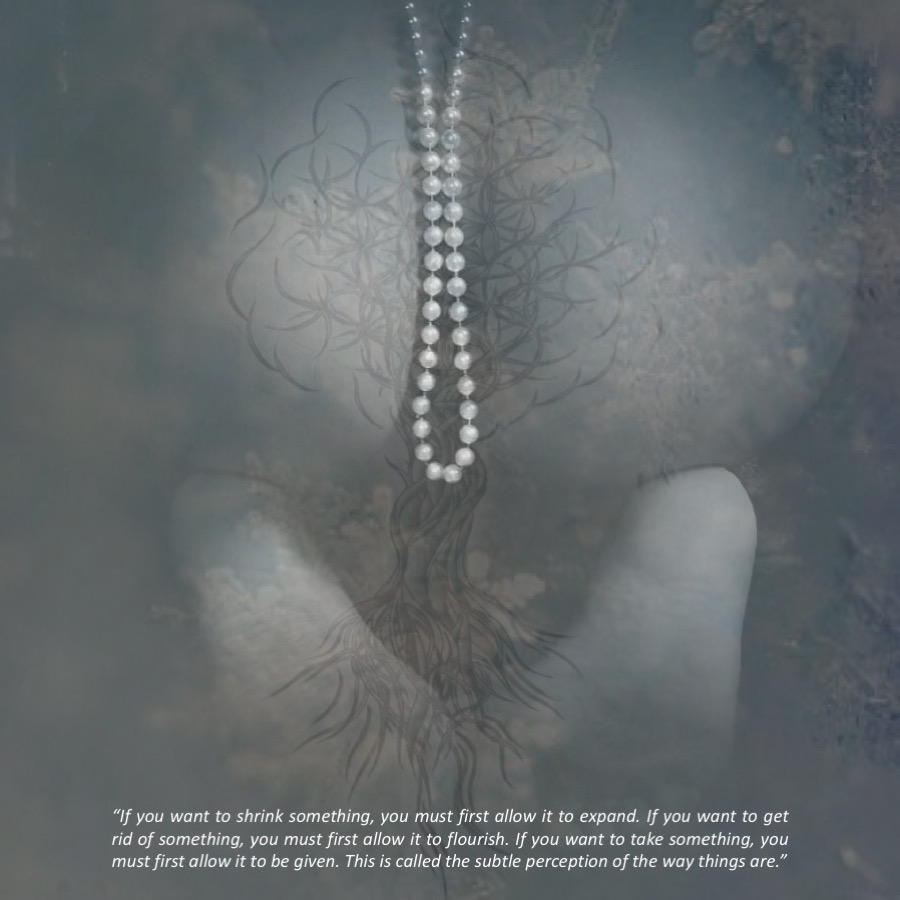 “If you want to shrink something, you must first allow it to expand. If you want to get
rid of something, you must first allow it to flourish. If you want to take something, you
must first allow it to be given. This is called the subtle perception of the way things are.”